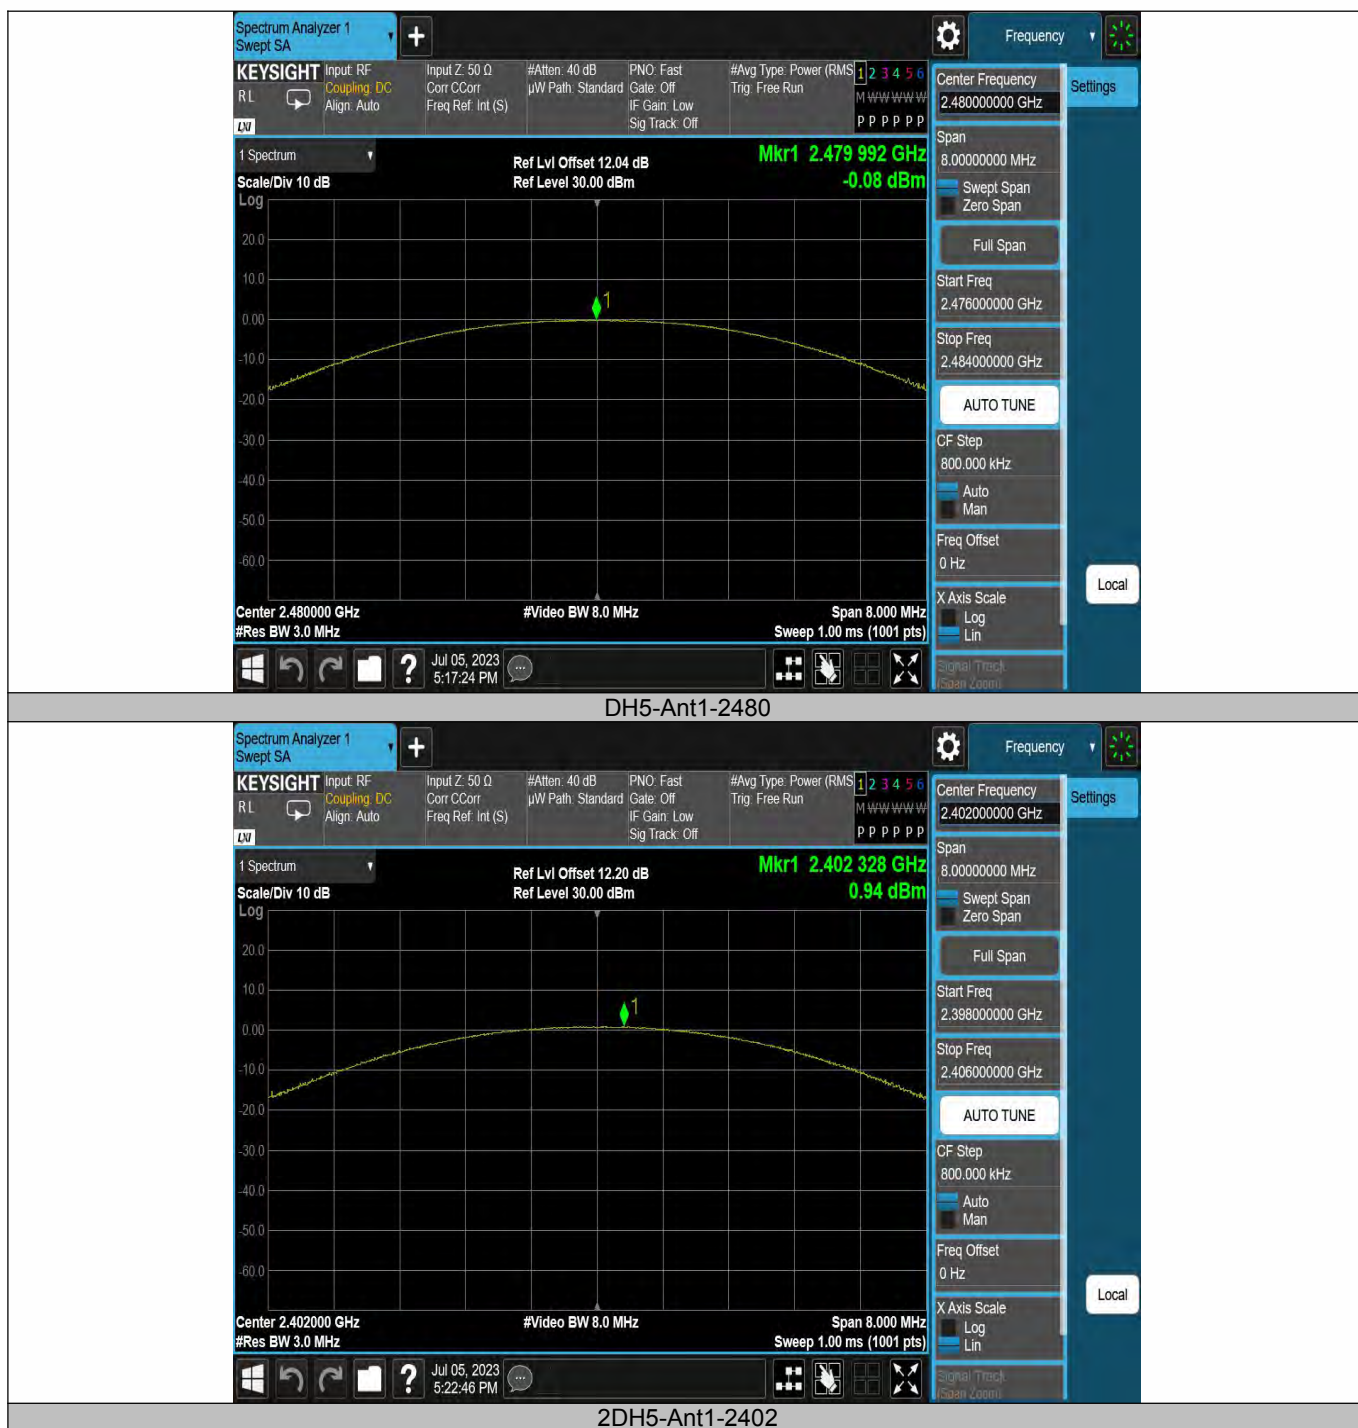 Spectrum Analyzer 1
Swept SA
Frequency
KEYSIGHT
RL
LXI
Input: RF
Coupling: DC
Align: Auto
Input Z: 50 Ω
Corr CCorr
Freq Ref: Int (S)
#Atten: 40 dB
µW Path: Standard
PNO: Fast
Gate: Off
IF Gain: Low
Sig Track: Off
#Avg Type: Power (RMS
Trig: Free Run
1 2 3 4 5 6
M W W W W W
P P P P P P
1 Spectrum
Scale/Div 10 dB
Log
Ref Lvl Offset 12.04 dB
Ref Level 30.00 dBm
Mkr1 2.479 992 GHz
-0.08 dBm
20.0
10.0
0.00
-10.0
-20.0
-30.0
-40.0
-50.0
-60.0
1
Center 2.480000 GHz
#Res BW 3.0 MHz
#Video BW 8.0 MHz
Span 8.000 MHz
Sweep 1.00 ms (1001 pts)
Jul 05, 2023
5:17:24 PM
Center Frequency
2.480000000 GHz
Settings
Span
8.00000000 MHz
Swept Span
Zero Span
Full Span
Start Freq
2.476000000 GHz
Stop Freq
2.484000000 GHz
AUTO TUNE
CF Step
800.000 kHz
Auto
Man
Freq Offset
0 Hz
X Axis Scale
Log
Lin
Local
Signal Track
(Span Zoom)
DH5-Ant1-2480
Spectrum Analyzer 1
Swept SA
Frequency
KEYSIGHT
RL
LXI
Input: RF
Coupling: DC
Align: Auto
Input Z: 50 Ω
Corr CCorr
Freq Ref: Int (S)
#Atten: 40 dB
µW Path: Standard
PNO: Fast
Gate: Off
IF Gain: Low
Sig Track: Off
#Avg Type: Power (RMS
Trig: Free Run
1 2 3 4 5 6
M W W W W W
P P P P P P
1 Spectrum
Scale/Div 10 dB
Log
Ref Lvl Offset 12.20 dB
Ref Level 30.00 dBm
Mkr1 2.402 328 GHz
0.94 dBm
20.0
10.0
0.00
-10.0
-20.0
-30.0
-40.0
-50.0
-60.0
1
Center 2.402000 GHz
#Res BW 3.0 MHz
#Video BW 8.0 MHz
Span 8.000 MHz
Sweep 1.00 ms (1001 pts)
Jul 05, 2023
5:22:46 PM
Center Frequency
2.402000000 GHz
Settings
Span
8.00000000 MHz
Swept Span
Zero Span
Full Span
Start Freq
2.398000000 GHz
Stop Freq
2.406000000 GHz
AUTO TUNE
CF Step
800.000 kHz
Auto
Man
Freq Offset
0 Hz
X Axis Scale
Log
Lin
Local
Signal Track
(Span Zoom)
2DH5-Ant1-2402